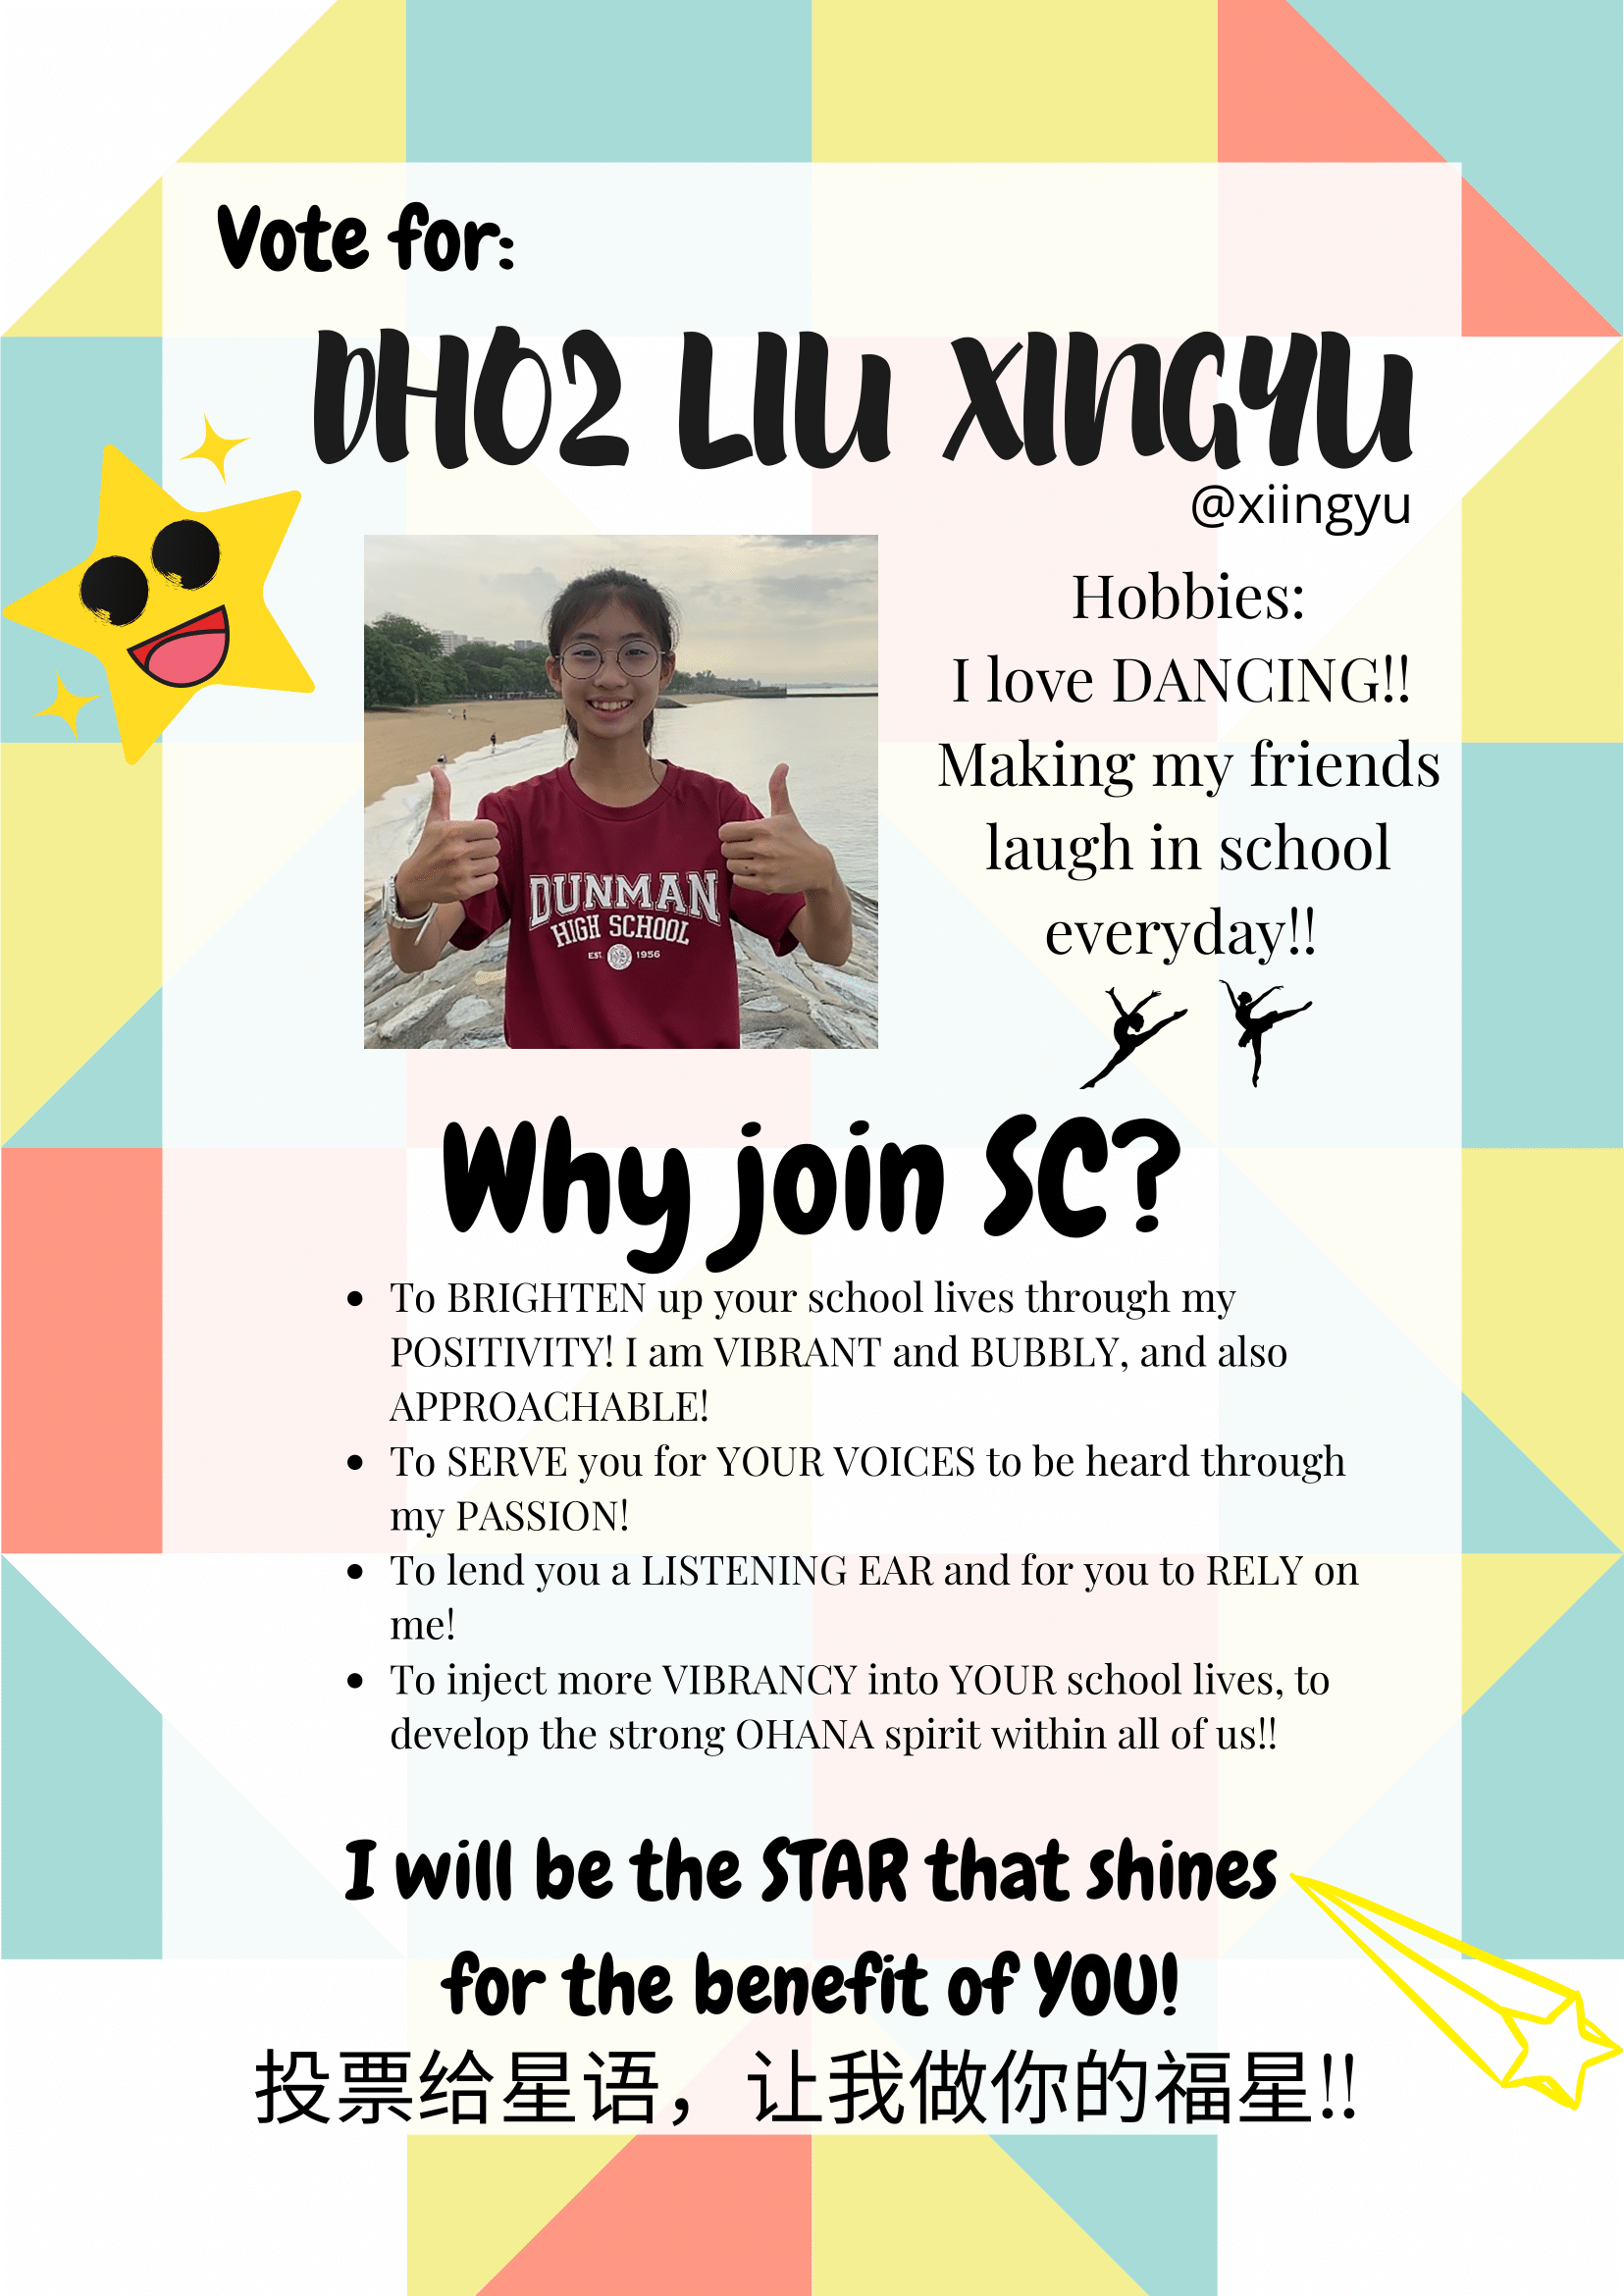 Vote for:
DHO2 LIU XINGYU
@xiingyu
Hobbies:
I love DANCING!!
Making my friends
laugh in school
everyday!!
DUNMAN
HIGH SCHOOL
EST. 1956
Why join SC?
• To BRIGHTEN up your school lives through my
POSITIVITY! I am VIBRANT and BUBBLY, and also
APPROACHABLE!
• To SERVE you for YOUR VOICES to be heard through
my PASSION!
• To lend you a LISTENING EAR and for you to RELY on
me!
• To inject more VIBRANCY into YOUR school lives, to
develop the strong OHANA spirit within all of us!!
I will be the STAR that shines
for the benefit of YOU!
投票给星语，让我做你的福星!!